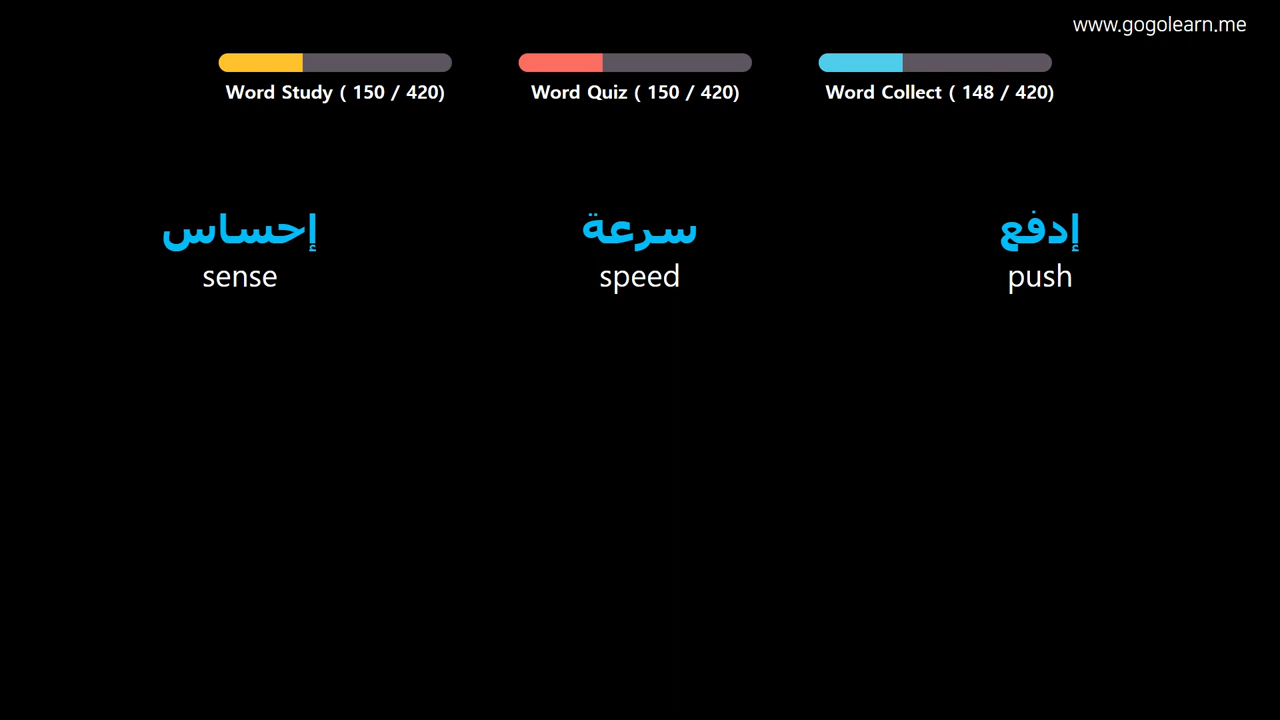 www.gogolearn.me
Word Study ( 150 / 420)
Word Quiz ( 150 / 420)
Word Collect ( 148 / 420)
إحساس
sense
سرعة
speed
إدفع
push